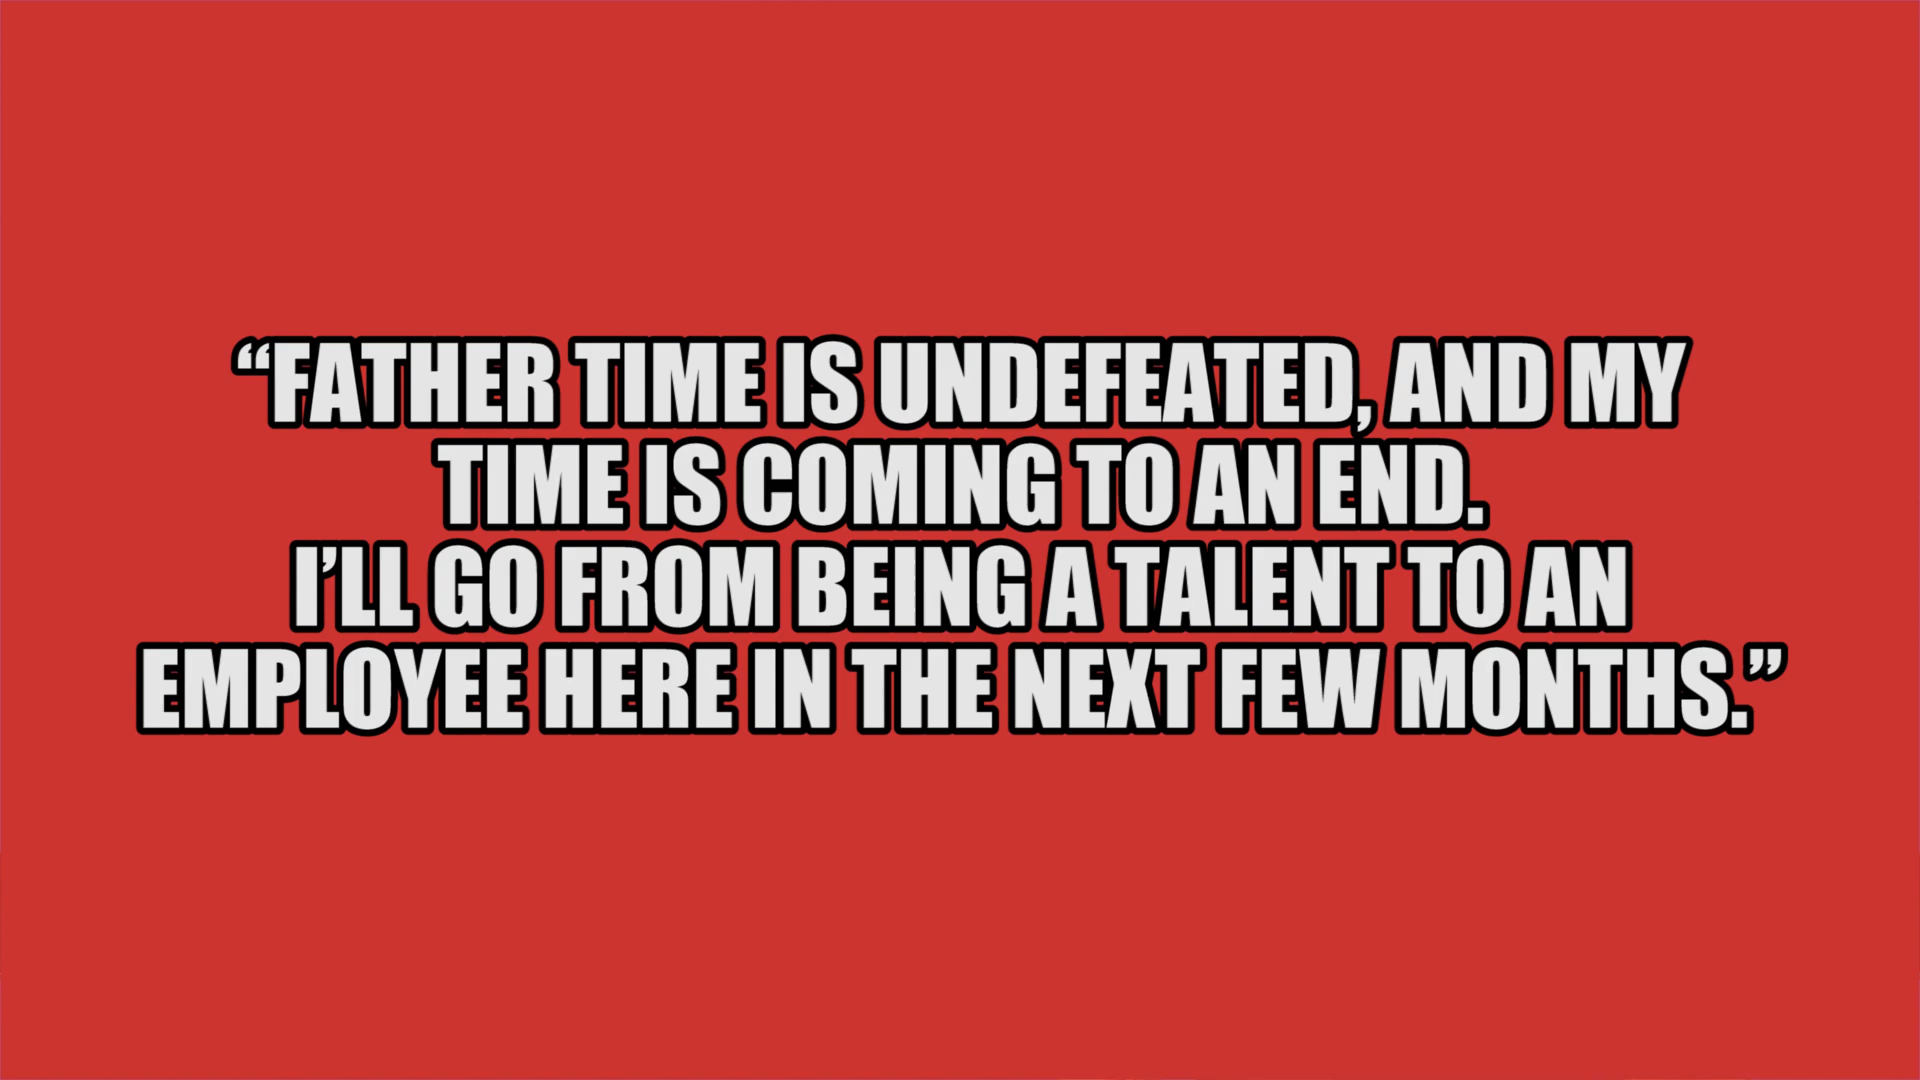 “FATHER TIME IS UNDEFEATED, AND MY
TIME IS COMING TO AN END.
I’LL GO FROM BEING A TALENT TO AN
EMPLOYEE HERE IN THE NEXT FEW MONTHS.”